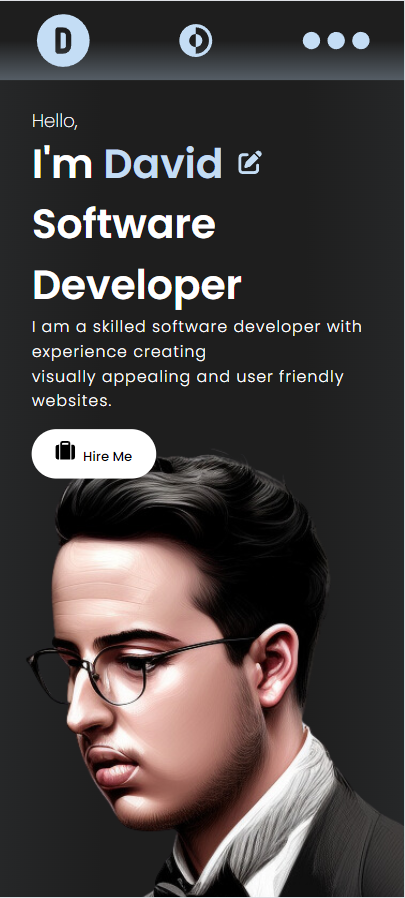 D
Hello,
I'm David
Software
Developer
I am a skilled software developer with
experience creating
visually appealing and user friendly
websites.
Hire Me